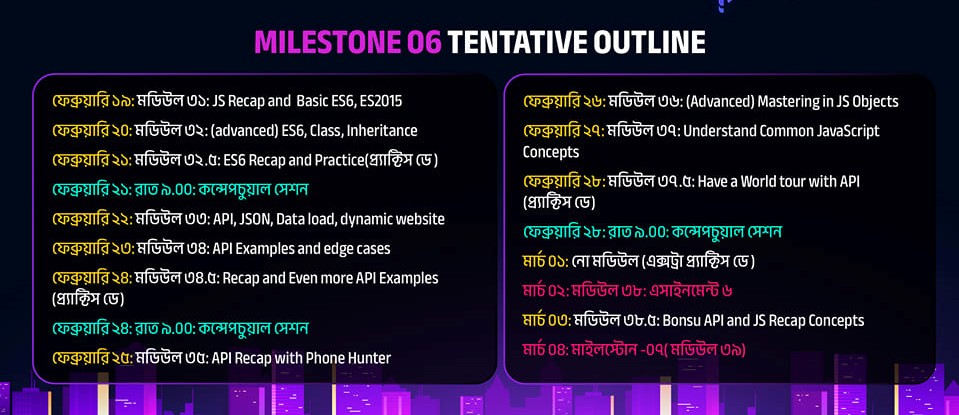 MILESTONE 06 TENTATIVE OUTLINE
ফেব্রুয়ারি ১৯: মডিউল ৩১: JS Recap and Basic ES6, ES2015
ফেব্রুয়ারি ২০: মডিউল ৩২: (advanced) ES6, Class, Inheritance
ফেব্রুয়ারি ২১: মডিউল ৩২.৫: ES6 Recap and Practice(প্র্যাক্টিস ডে )
ফেব্রুয়ারি ২১: রাত ৯.00: কন্সেপচুয়াল সেশন
ফেব্রুয়ারি ২২: মডিউল ৩৩: API, JSON, Data load, dynamic website
ফেব্রুয়ারি ২৩: মডিউল ৩৪: API Examples and edge cases
ফেব্রুয়ারি ২৪: মডিউল ৩৪.৫: Recap and Even more API Examples
(প্র্যাক্টিস ডে)
ফেব্রুয়ারি ২৪: রাত ৯.00: কন্সেপচুয়াল সেশন
ফেব্রুয়ারি ২৫: মডিউল ৩৫: API Recap with Phone Hunter
ফেব্রুয়ারি ২৬: মডিউল ৩৬: (Advanced) Mastering in JS Objects
ফেব্রুয়ারি ২৭: মডিউল ৩৭: Understand Common JavaScript
Concepts
ফেব্রুয়ারি ২৮: মডিউল ৩৭.৫: Have a World tour with API
(প্র্যাক্টিস ডে)
ফেব্রুয়ারি ২৮: রাত ৯.00: কন্সেপচুয়াল সেশন
মার্চ 0১: নো মডিউল (এক্সট্রা প্র্যাক্টিস ডে )
মার্চ 0২: মডিউল ৩৮: এসাইনমেন্ট ৬
মার্চ 0৩: মডিউল ৩৮.৫: Bonsu API and JS Recap Concepts
মার্চ 0৪: মাইলস্টোন -0৭( মডিউল ৩৯)